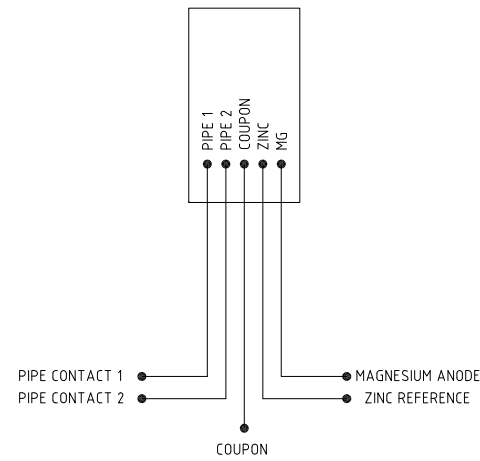 PIPE 1
PIPE 2
COUPON
ZINC
MG
PIPE CONTACT 1
MAGNESIUM ANODE
PIPE CONTACT 2
ZINC REFERENCE
COUPON